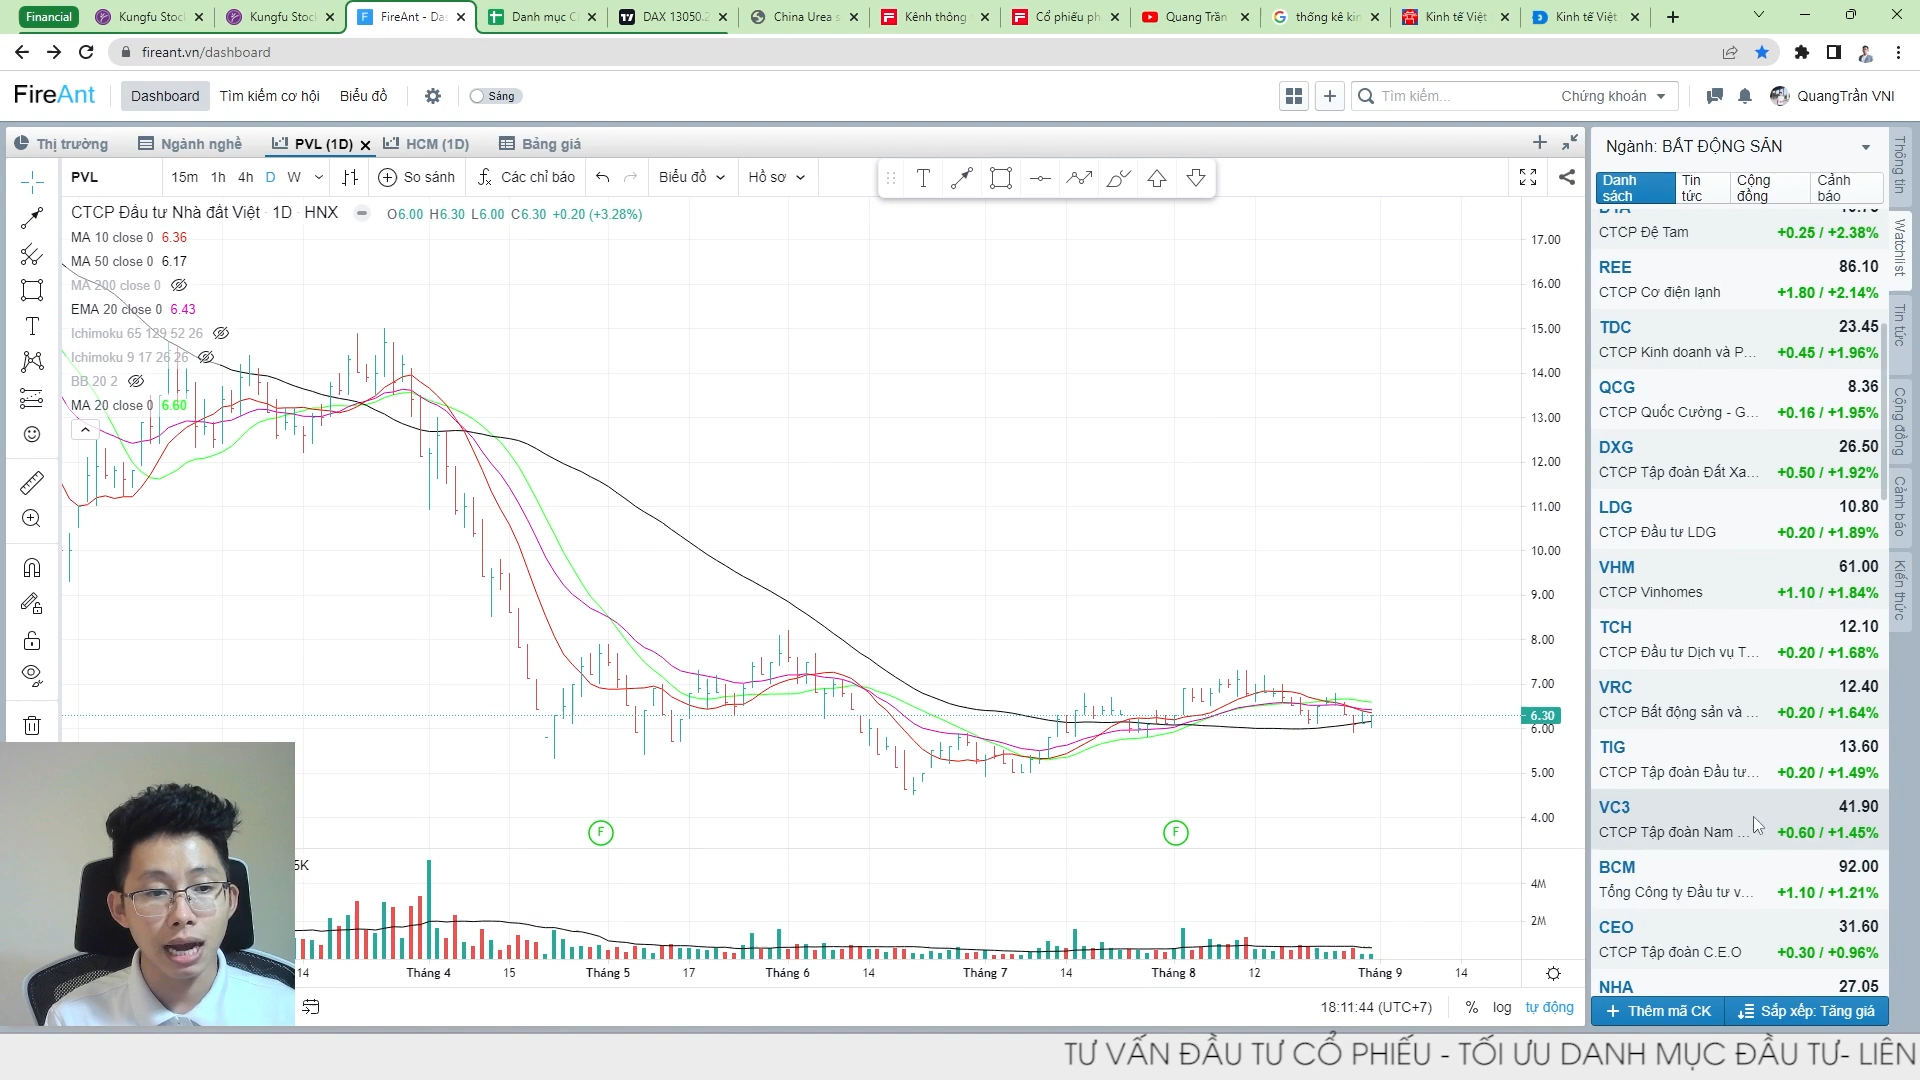 Financial
Kungfu Stoc
Kungfu Stoc
FireAnt - Das
Danh mục C
DAX 13050.2
China Urea s
Kênh thông
Cổ phiếu ph
Quang Trần
thống kê kin
Kinh tế Việt
Kinh tế Việt
fireant.vn/dashboard
FireAnt
Dashboard
Tìm kiếm cơ hội
Biểu đồ
Sáng
Tìm kiếm...
Chứng khoán
QuangTrần VNI
Thị trường
Ngành nghề
PVL (1D)
HCM (1D)
Bảng giá
PVL
15m 1h 4h D W
So sánh
Các chỉ báo
Biểu đồ
Hồ sơ
CTCP Đầu tư Nhà đất Việt 1D HNX
O6.00 H6.30 L6.00 C6.30 +0.20 (+3.28%)
MA 10 close 0 6.36
MA 50 close 0 6.17
MA 200 close 0
EMA 20 close 0 6.43
Ichimoku 65 129 52 26
Ichimoku 9 17 26 26
BB 20 2
MA 20 close 0 6.60
17.00
16.00
15.00
14.00
13.00
12.00
11.00
10.00
9.00
8.00
7.00
6.30
6.00
5.00
4.00
F
F
4M
2M
14
Tháng 4
15
Tháng 5
17
Tháng 6
14
Tháng 7
14
Tháng 8
12
Tháng 9
14
18:11:44 (UTC+7)
%
log
tự động
Ngành: BẤT ĐỘNG SẢN
Danh sách
Tin tức
Cộng đồng
Cảnh báo
CTCP Đệ Tam +0.25 / +2.38%
REE 86.10
CTCP Cơ điện lạnh +1.80 / +2.14%
TDC 23.45
CTCP Kinh doanh và P... +0.45 / +1.96%
QCG 8.36
CTCP Quốc Cường - G... +0.16 / +1.95%
DXG 26.50
CTCP Tập đoàn Đất Xa... +0.50 / +1.92%
LDG 10.80
CTCP Đầu tư LDG +0.20 / +1.89%
VHM 61.00
CTCP Vinhomes +1.10 / +1.84%
TCH 12.10
CTCP Đầu tư Dịch vụ T... +0.20 / +1.68%
VRC 12.40
CTCP Bất động sản và ... +0.20 / +1.64%
TIG 13.60
CTCP Tập đoàn Đầu tư... +0.20 / +1.49%
VC3 41.90
CTCP Tập đoàn Nam ... +0.60 / +1.45%
BCM 92.00
Tổng Công ty Đầu tư v... +1.10 / +1.21%
CEO 31.60
CTCP Tập đoàn C.E.O +0.30 / +0.96%
NHA 27.05
Thêm mã CK
Sắp xếp: Tăng giá
Thông tin
Watchlist
Tin tức
Cộng đồng
Cảnh báo
Kiến thức
TƯ VẤN ĐẦU TƯ CỔ PHIẾU - TỐI ƯU DANH MỤC ĐẦU TƯ- LIÊN